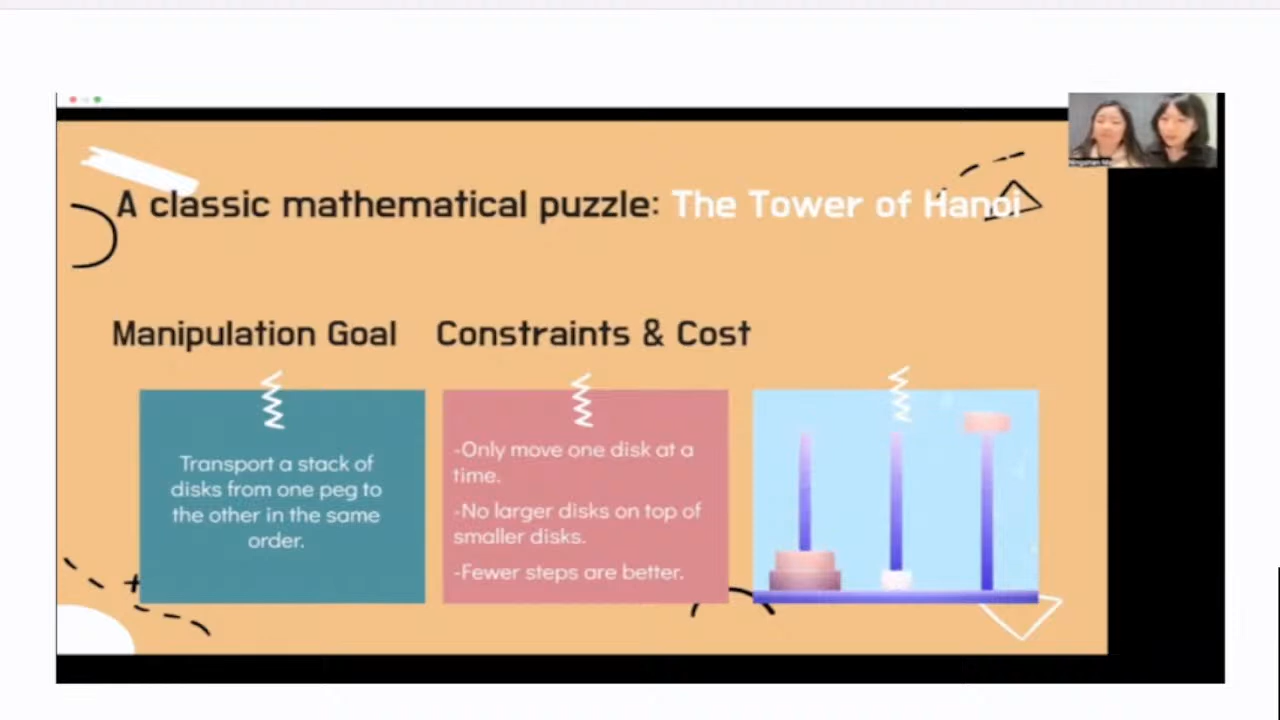 A classic mathematical puzzle: The Tower of Hanoi
Manipulation Goal
Constraints & Cost
Transport a stack of
disks from one peg to
the other in the same
order.
-Only move one disk at a
time.
-No larger disks on top of
smaller disks.
-Fewer steps are better.